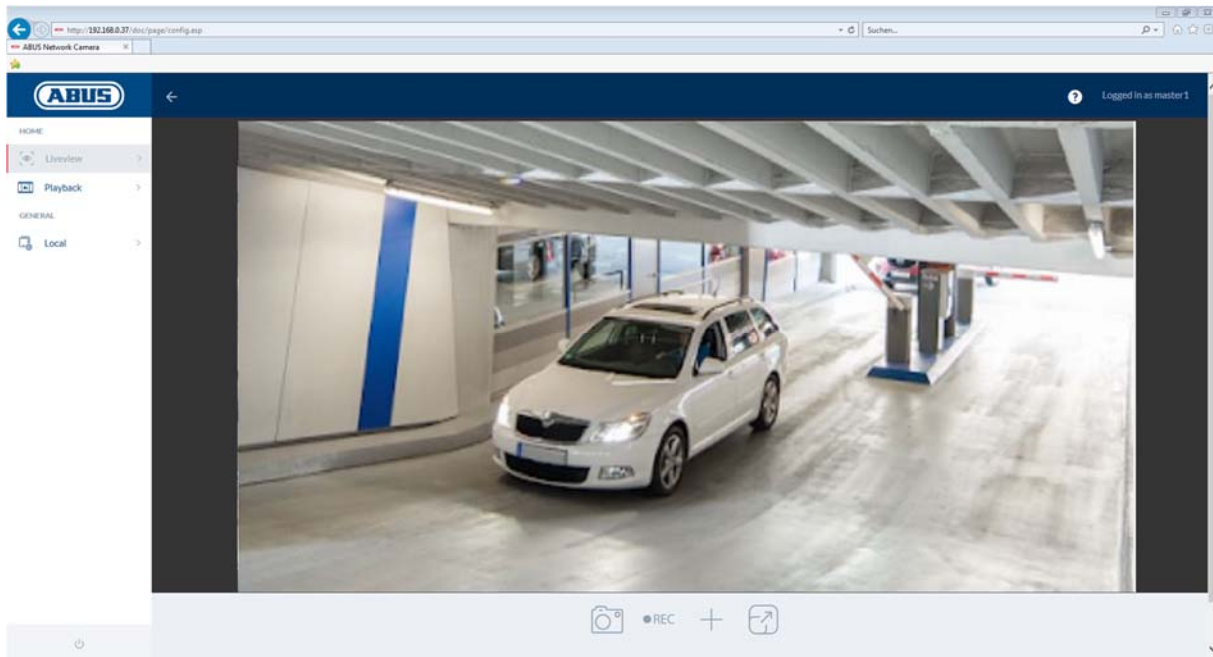 http://192.168.0.37/doc/page/config.asp
Suchen...
ABUS Network Camera
ABUS
Logged in as master1
HOME
Liveview
Playback
GENERAL
Local
REC